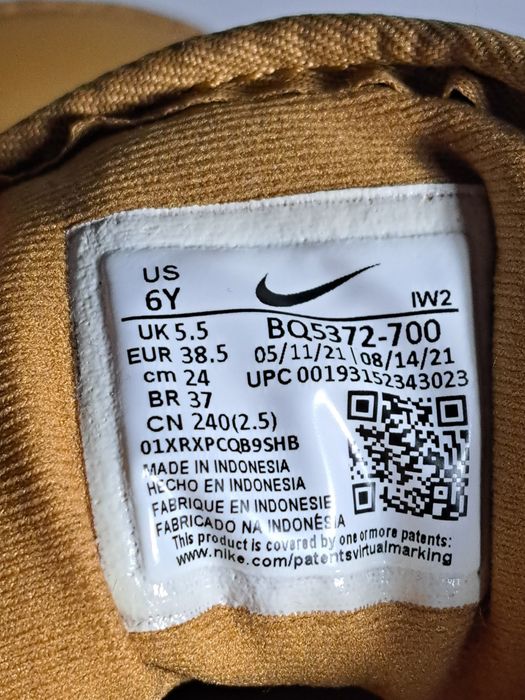 US
6Y
IW2
UK 5.5
BQ5372-700
EUR 38.5
05/11/21 08/14/21
cm 24
UPC 00193152343023
BR 37
CN 240(2.5)
01XRXPCQB9SHB
MADE IN INDONESIA
HECHO EN INDONESIA
FABRIQUE EN INDONESIE
FABRICADO NA INDONÉSIA
This product is covered by one or more patents:
www.nike.com/patentsvirtualmarking